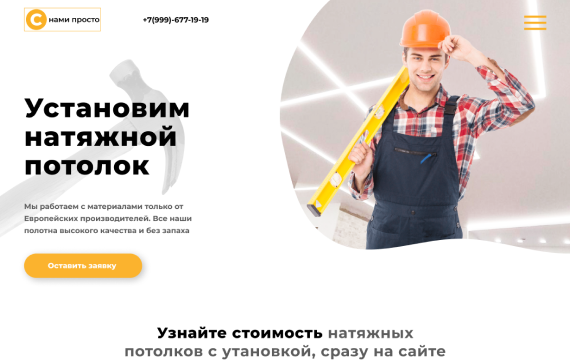 С нами просто
+7(999)-677-19-19
Установим
натяжной
потолок
Мы работаем с материалами только от
Европейских производителей. Все наши
полотна высокого качества и без запаха
Оставить заявку
Узнайте стоимость натяжных
потолков с утановкой, сразу на сайте